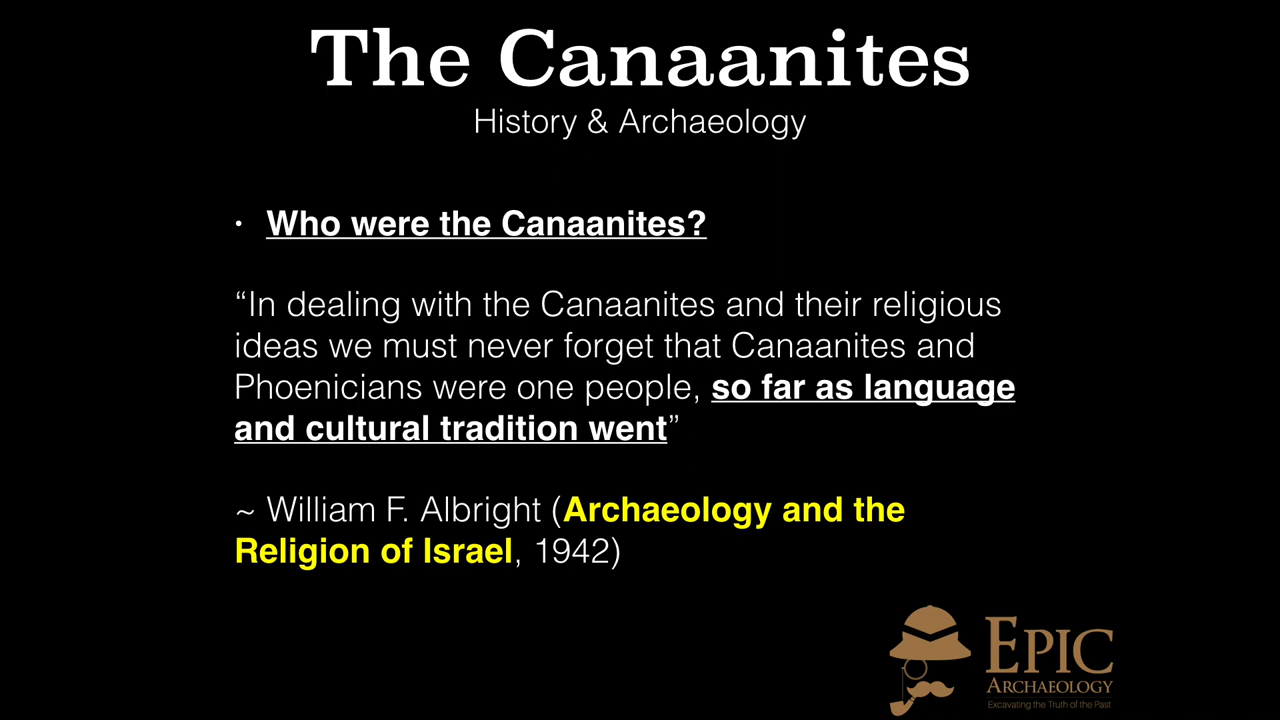 The Canaanites
History & Archaeology
• Who were the Canaanites?
“In dealing with the Canaanites and their religious
ideas we must never forget that Canaanites and
Phoenicians were one people, so far as language
and cultural tradition went”
~ William F. Albright (Archaeology and the
Religion of Israel, 1942)
EPIC
ARCHAEOLOGY
Excavating the Truth of the Past